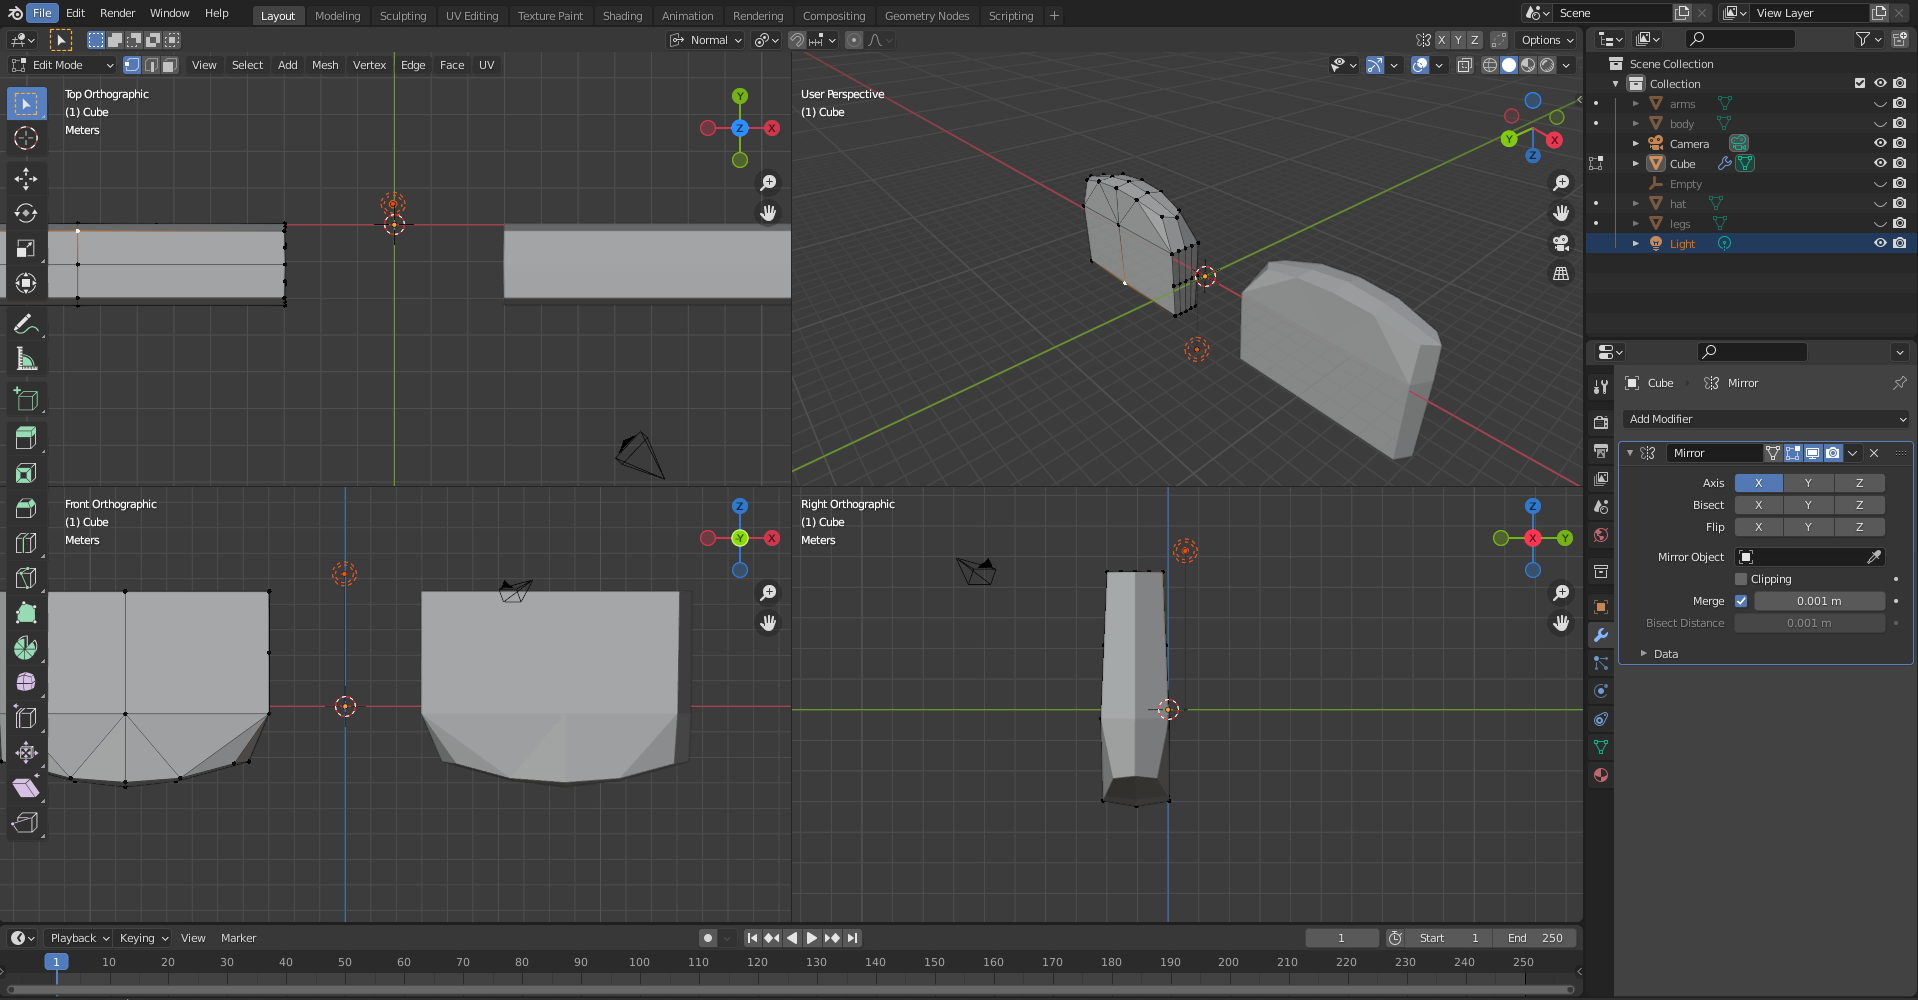 File Edit Render Window Help Layout Modeling Sculpting UV Editing Texture Paint Shading Animation Rendering Compositing Geometry Nodes Scripting + Scene View Layer
Normal X Y Z Options
Edit Mode View Select Add Mesh Vertex Edge Face UV
Top Orthographic
(1) Cube
Meters
Y
Z
X
User Perspective
(1) Cube
Y
X
Z
Front Orthographic
(1) Cube
Meters
Z
-Y
X
Right Orthographic
(1) Cube
Meters
Z
X
Y
Scene Collection
Collection
arms
body
Camera
Cube
Empty
hat
legs
Light
Cube Mirror
Add Modifier
Mirror
Axis X Y Z
Bisect X Y Z
Flip X Y Z
Mirror Object
Clipping
Merge 0.001 m
Bisect Distance 0.001 m
Data
Playback Keying View Marker 1 Start 1 End 250
1 10 20 30 40 50 60 70 80 90 100 110 120 130 140 150 160 170 180 190 200 210 220 230 240 250